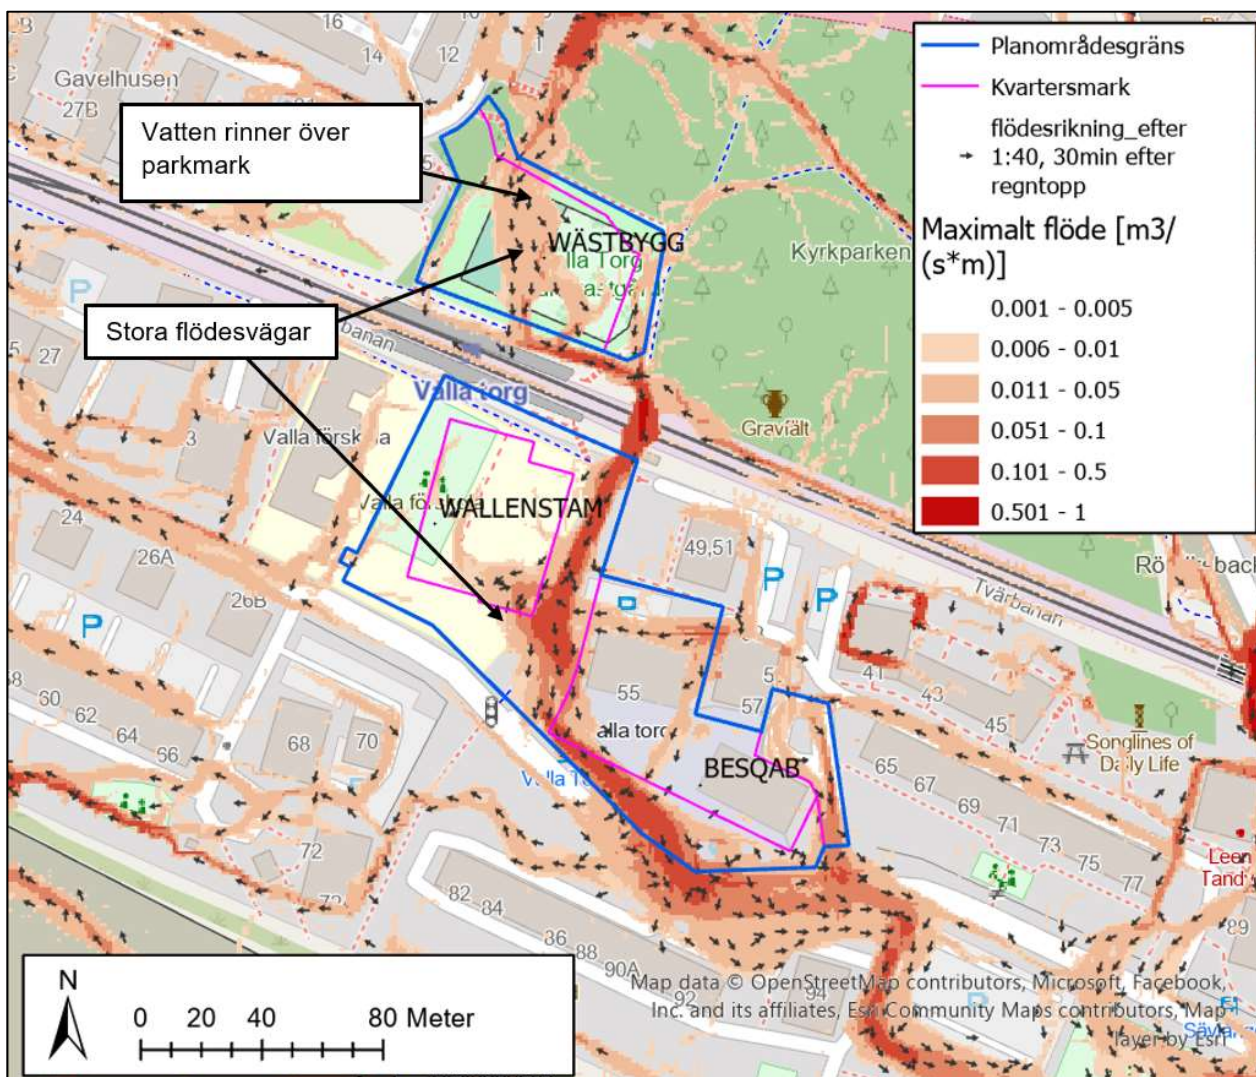 Planområdesgräns
Kvartersmark
flödesrikning_efter
1:40, 30min efter
regntopp
Maximalt flöde [m3/
(s*m)]
0.001 - 0.005
0.006 - 0.01
0.011 - 0.05
0.051 - 0.1
0.101 - 0.5
0.501 - 1
16
14
12
10
Gavelhusen
27B
Vatten rinner över
parkmark
WÄSTBYGG
Kyrkparken
P
Stora flödesvägar
27
Valla torg
Gravfält
3
WALLENSTAM
24
26A
26B
49,51
P
P
P
P
Tvärbanan
41
43
45
55
57
60
62
64
66
68
70
BESQAB
65
67
69
71
73
75
77
Songlines of
Daily Life
72
82
84
88
90A
92
94
89
Leen
Tand
P
N
0 20 40 80 Meter
Map data © OpenStreetMap contributors, Microsoft, Facebook,
Inc. and its affiliates, Esri Community Maps contributors, Map
layer by Esri